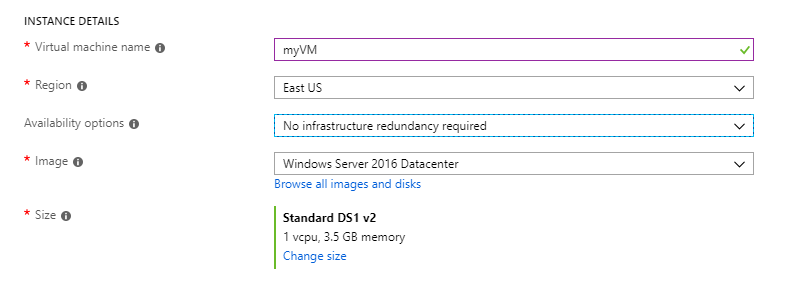 INSTANCE DETAILS
* Virtual machine name
myVM
* Region
East US
Availability options
No infrastructure redundancy required
* Image
Windows Server 2016 Datacenter
Browse all images and disks
* Size
Standard DS1 v2
1 vcpu, 3.5 GB memory
Change size